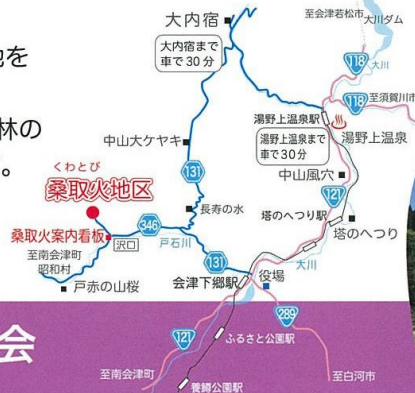 大内宿
至会津若松市
大川ダム
地を
大内宿まで
車で30分
118
大川
118
至須賀川市
林の
湯野上温泉駅
湯野上温泉
中山大ケヤキ
湯野上温泉まで
車で30分
。
131
中山風穴
くわとび
桑取火地区
121
長寿の水
塔のへつり駅
塔のへつり
346
桑取火案内看板
沢口
戸石川
至南会津町
昭和村
131
大川
会津下郷駅
役場
戸赤の山桜
289
会
121
ふるさと公園駅
至南会津町
至白河市
養鱒公園駅